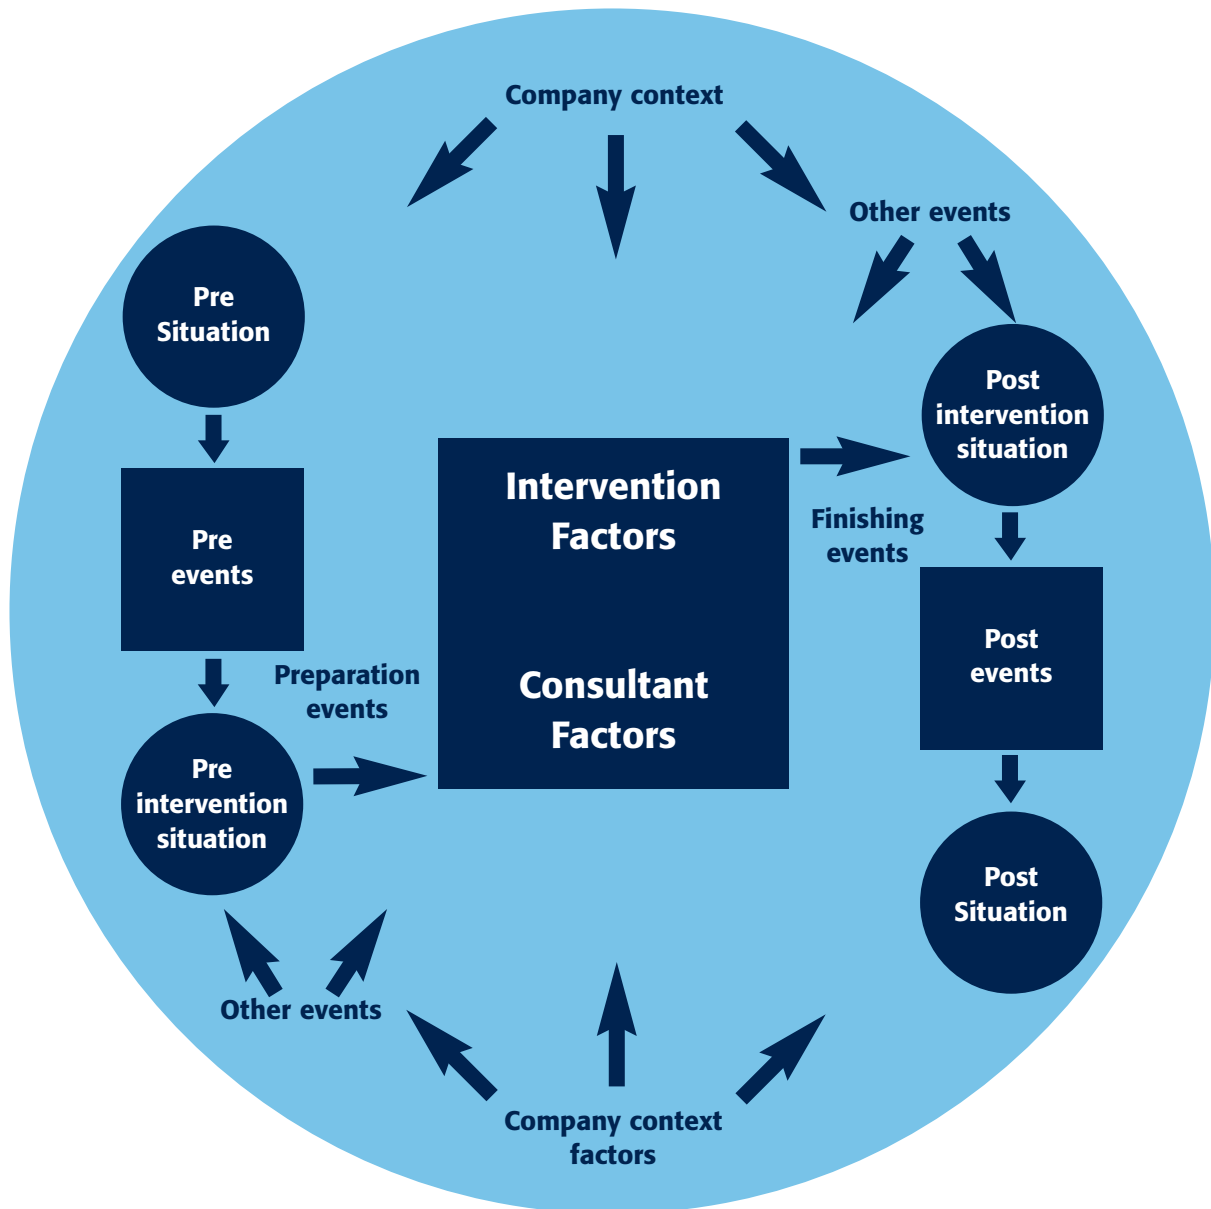 Company context
Other events
Pre
Situation
Post
intervention
situation
Intervention
Factors
Finishing
events
Pre
events
Post
events
Preparation
events
Consultant
Factors
Pre
intervention
situation
Post
Situation
Other events
Company context
factors